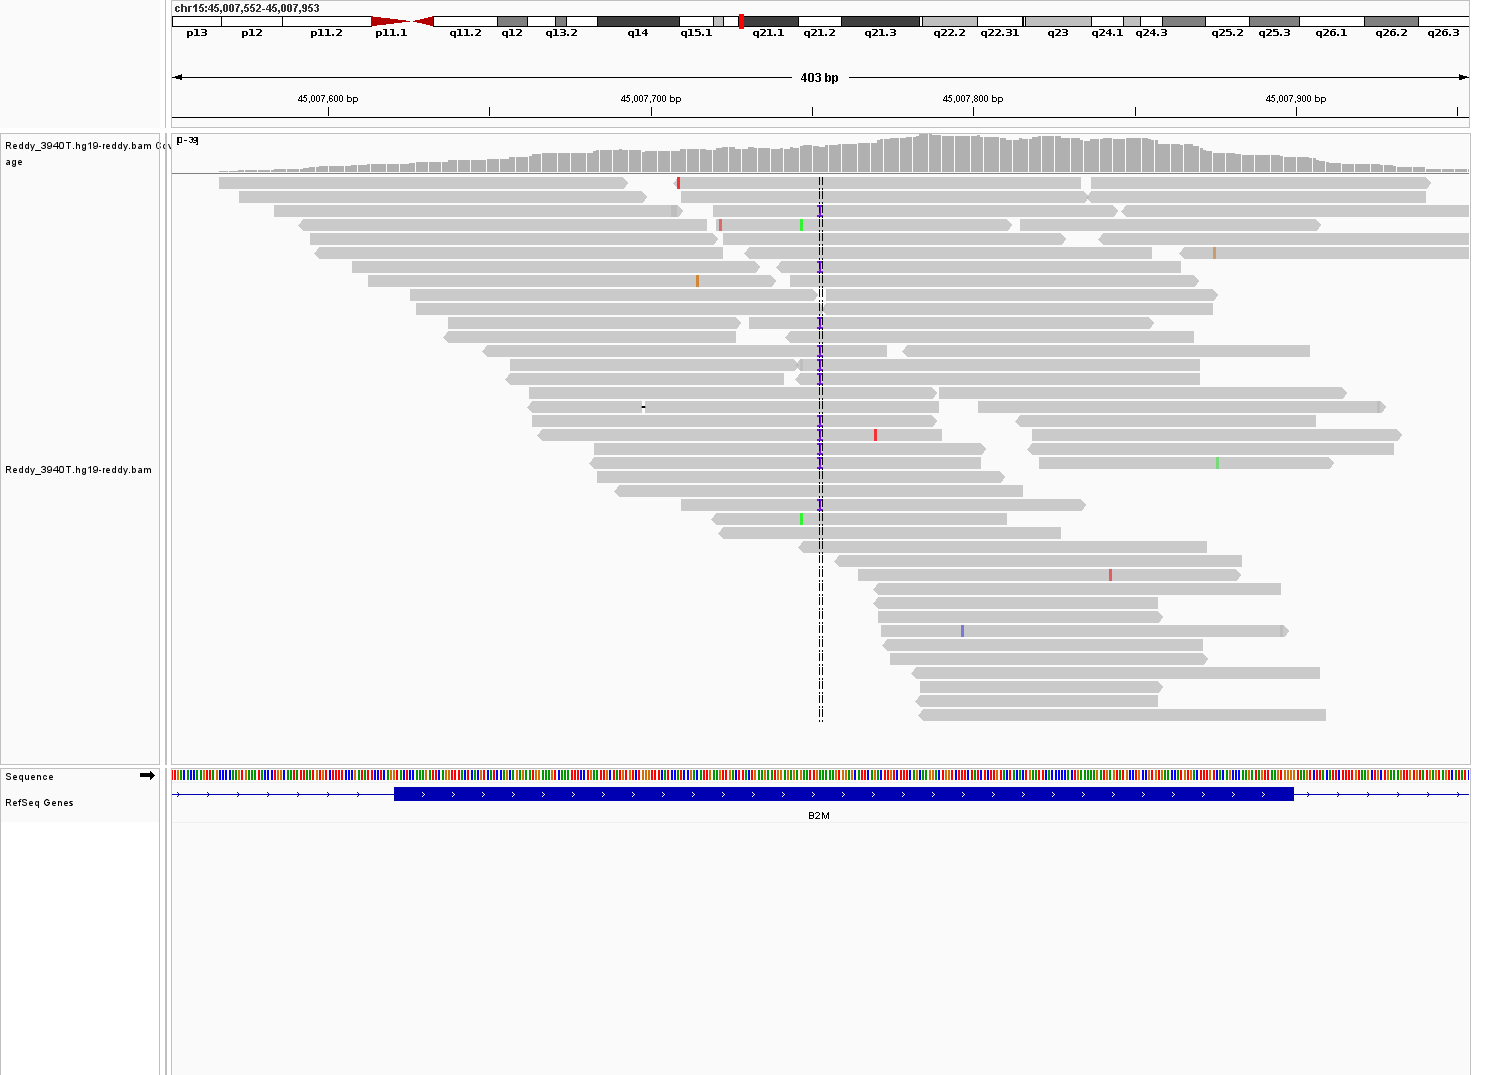 chr15:45,007,552-45,007,953
p13 p12 p11.2 p11.1 q11.2 q12 q13.2 q14 q15.1 q21.1 q21.2 q21.3 q22.2 q22.31 q23 q24.1 q24.3 q25.2 q25.3 q26.1 q26.2 q26.3
403 bp
45,007,600 bp 45,007,700 bp 45,007,800 bp 45,007,900 bp
Reddy_3940T.hg19-reddy.bam Cov
age
[0-39]
Reddy_3940T.hg19-reddy.bam
Sequence
RefSeq Genes
B2M